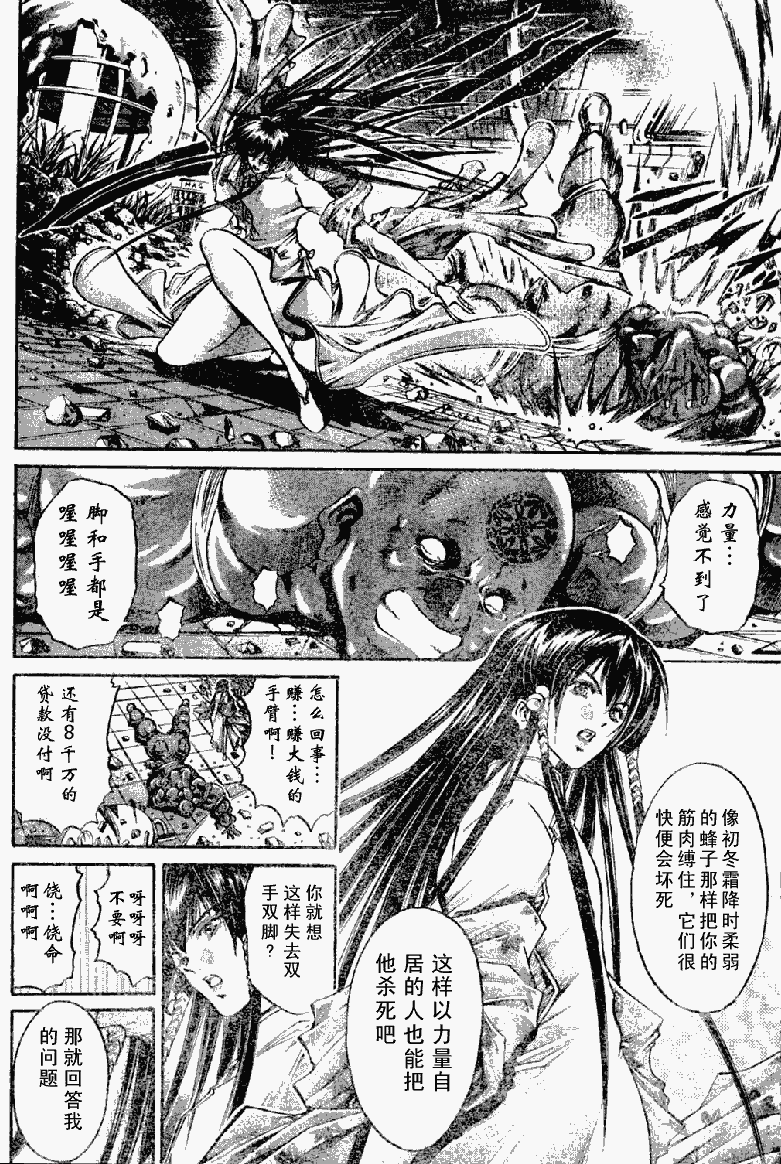 力量…
感觉不到了
脚和手都是
喔喔喔喔
像初冬霜降时柔弱
的蜂子那样把你的
筋肉缚住，它们很
快便会坏死
这样以力量自
居的人也能把
他杀死吧
怎么回事…
赚…赚大钱的
手臂啊！
还有8千万的
贷款没付啊
你就想
这样失去双
手双脚？
呀呀呀
不要啊
饶…饶命
啊啊啊
那就回答我
的问题